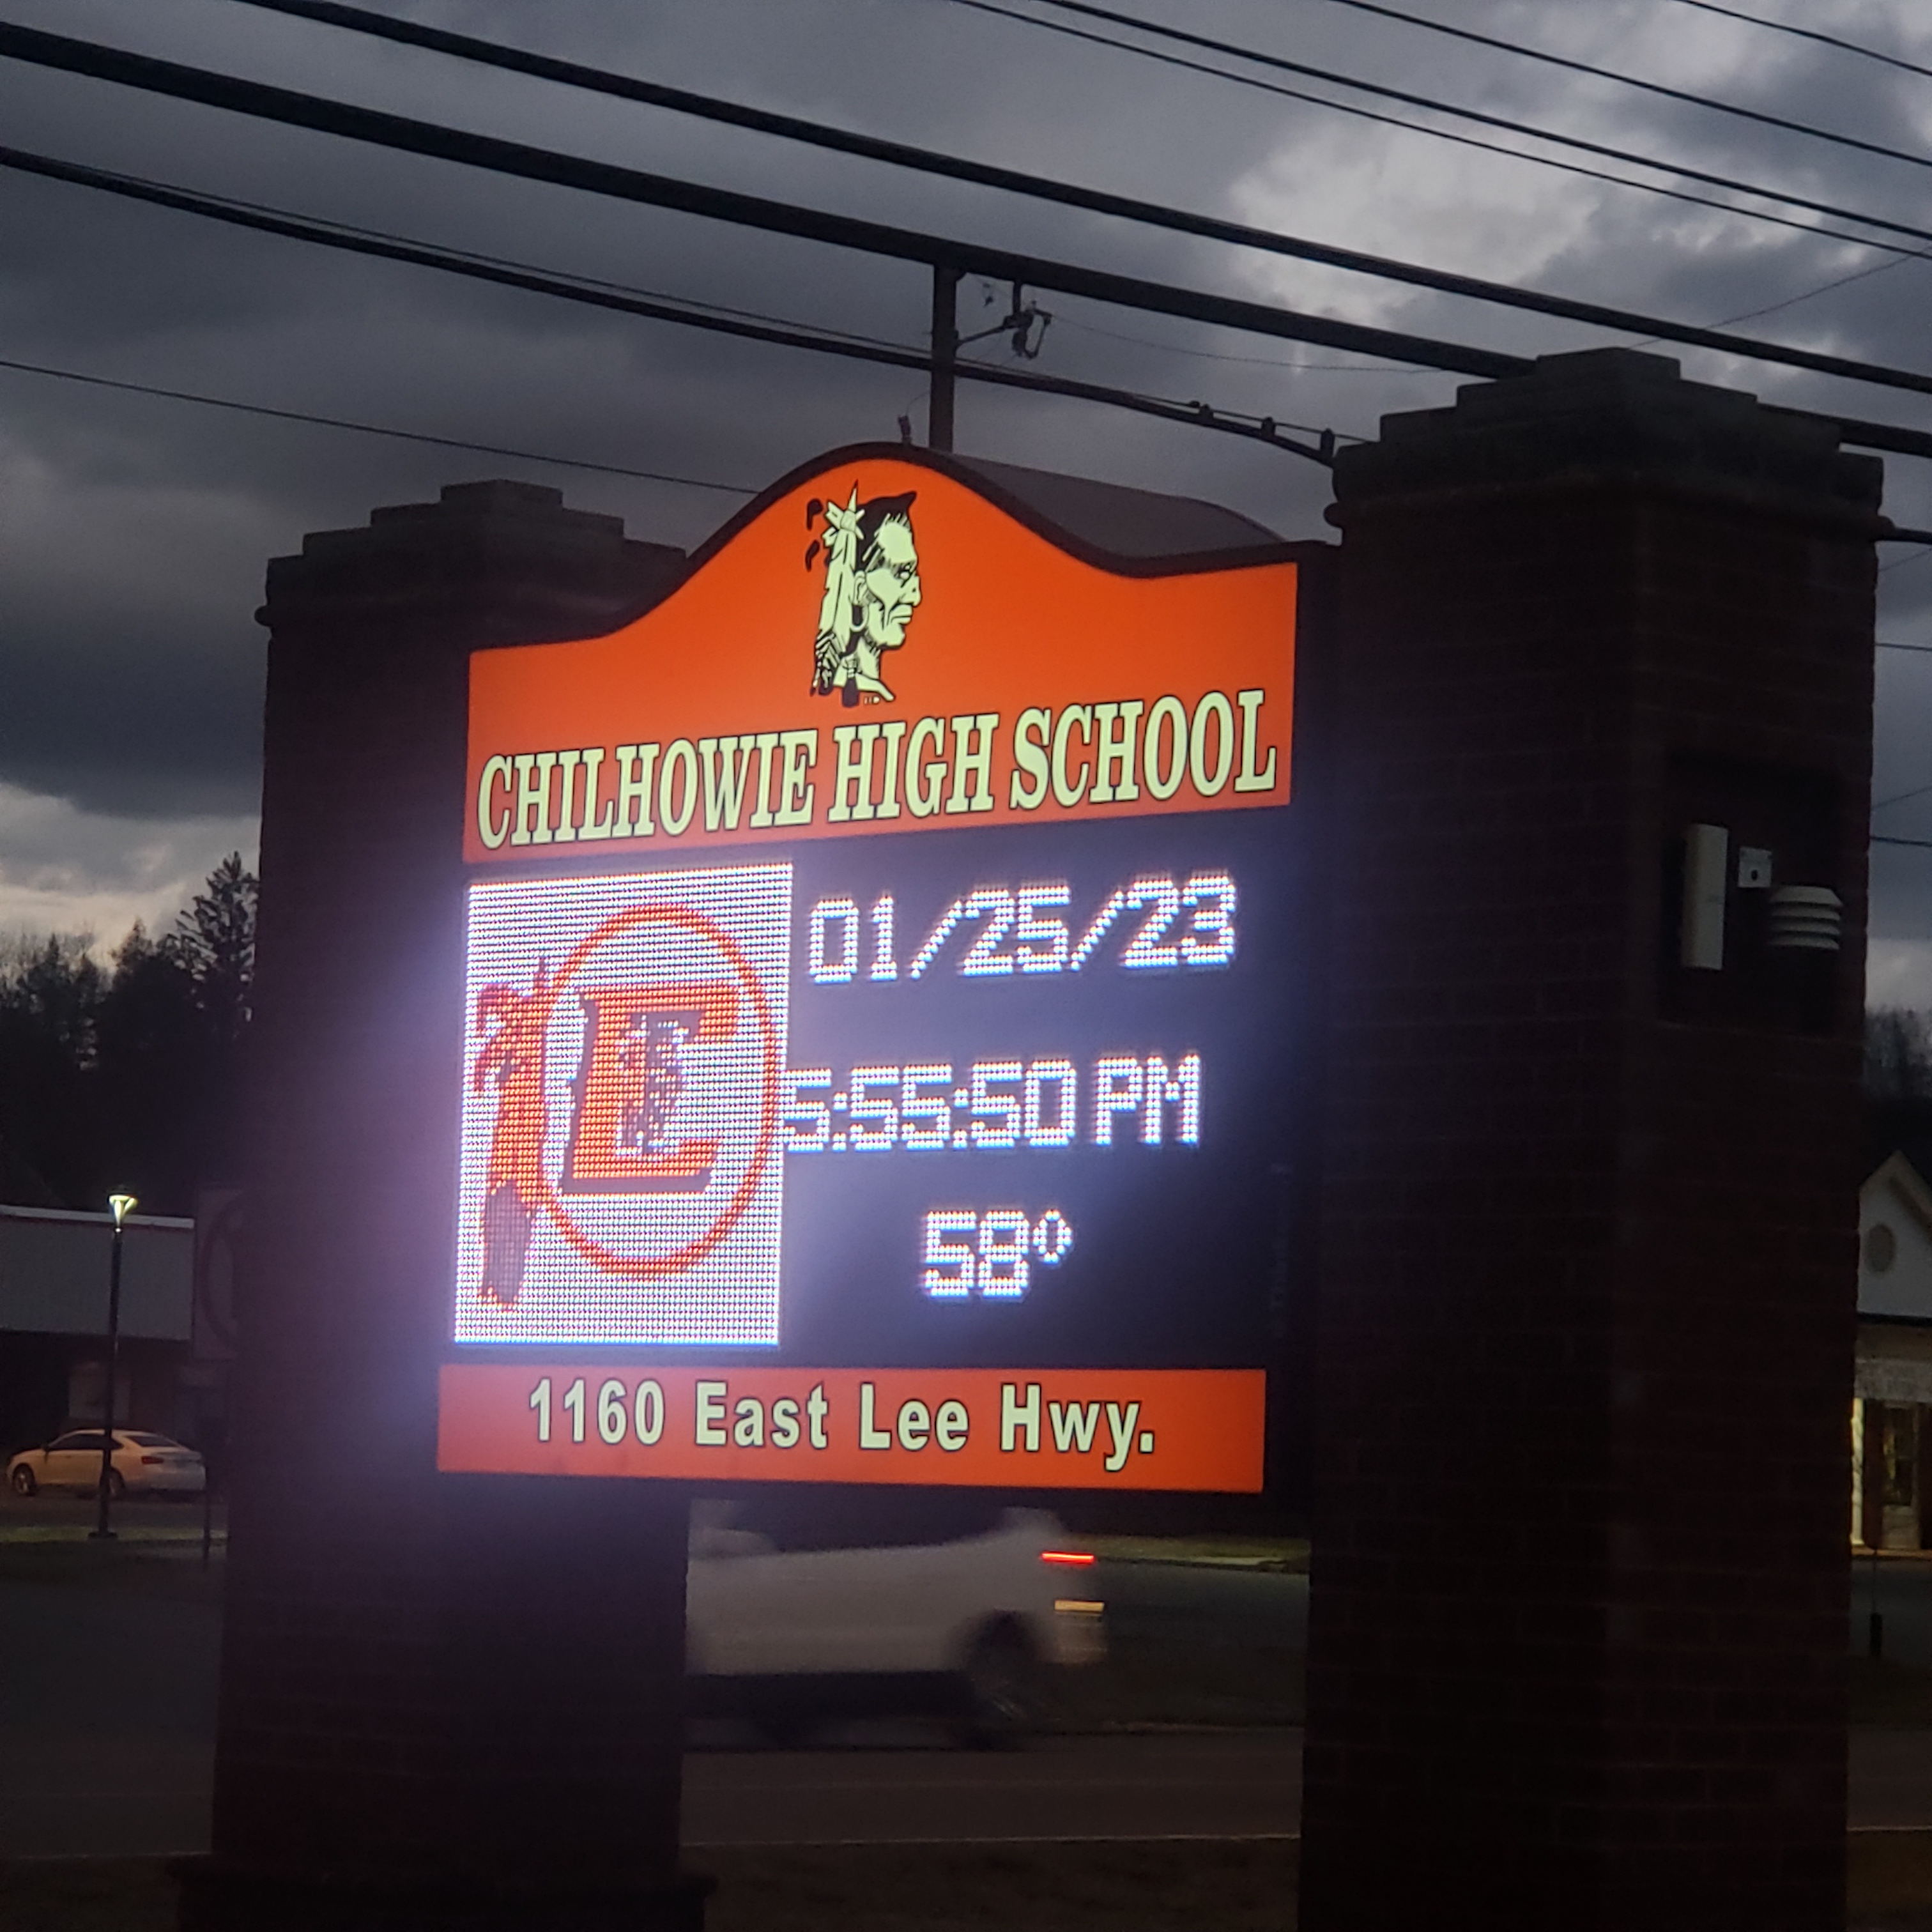 CHILHOWIE HIGH SCHOOL
C
01/25/23
5:55:50 PM
58°
1160 East Lee Hwy.